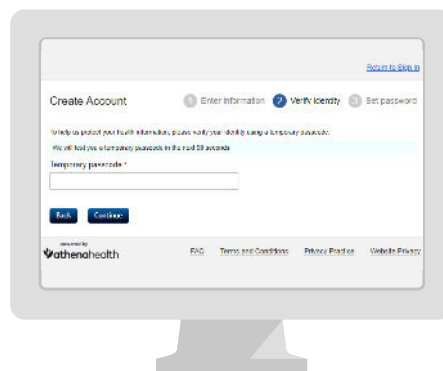 Return to Sign In
Create Account
1 Enter Information 2 Verify Identity 3 Set password
To help us protect your health information, please verify your identity using a temporary passcode.
We will text you a temporary passcode in the next 30 seconds
Temporary passcode *
Back Continue
powered by
athenahealth
FAQ Terms and Conditions Privacy Practice Website Privacy